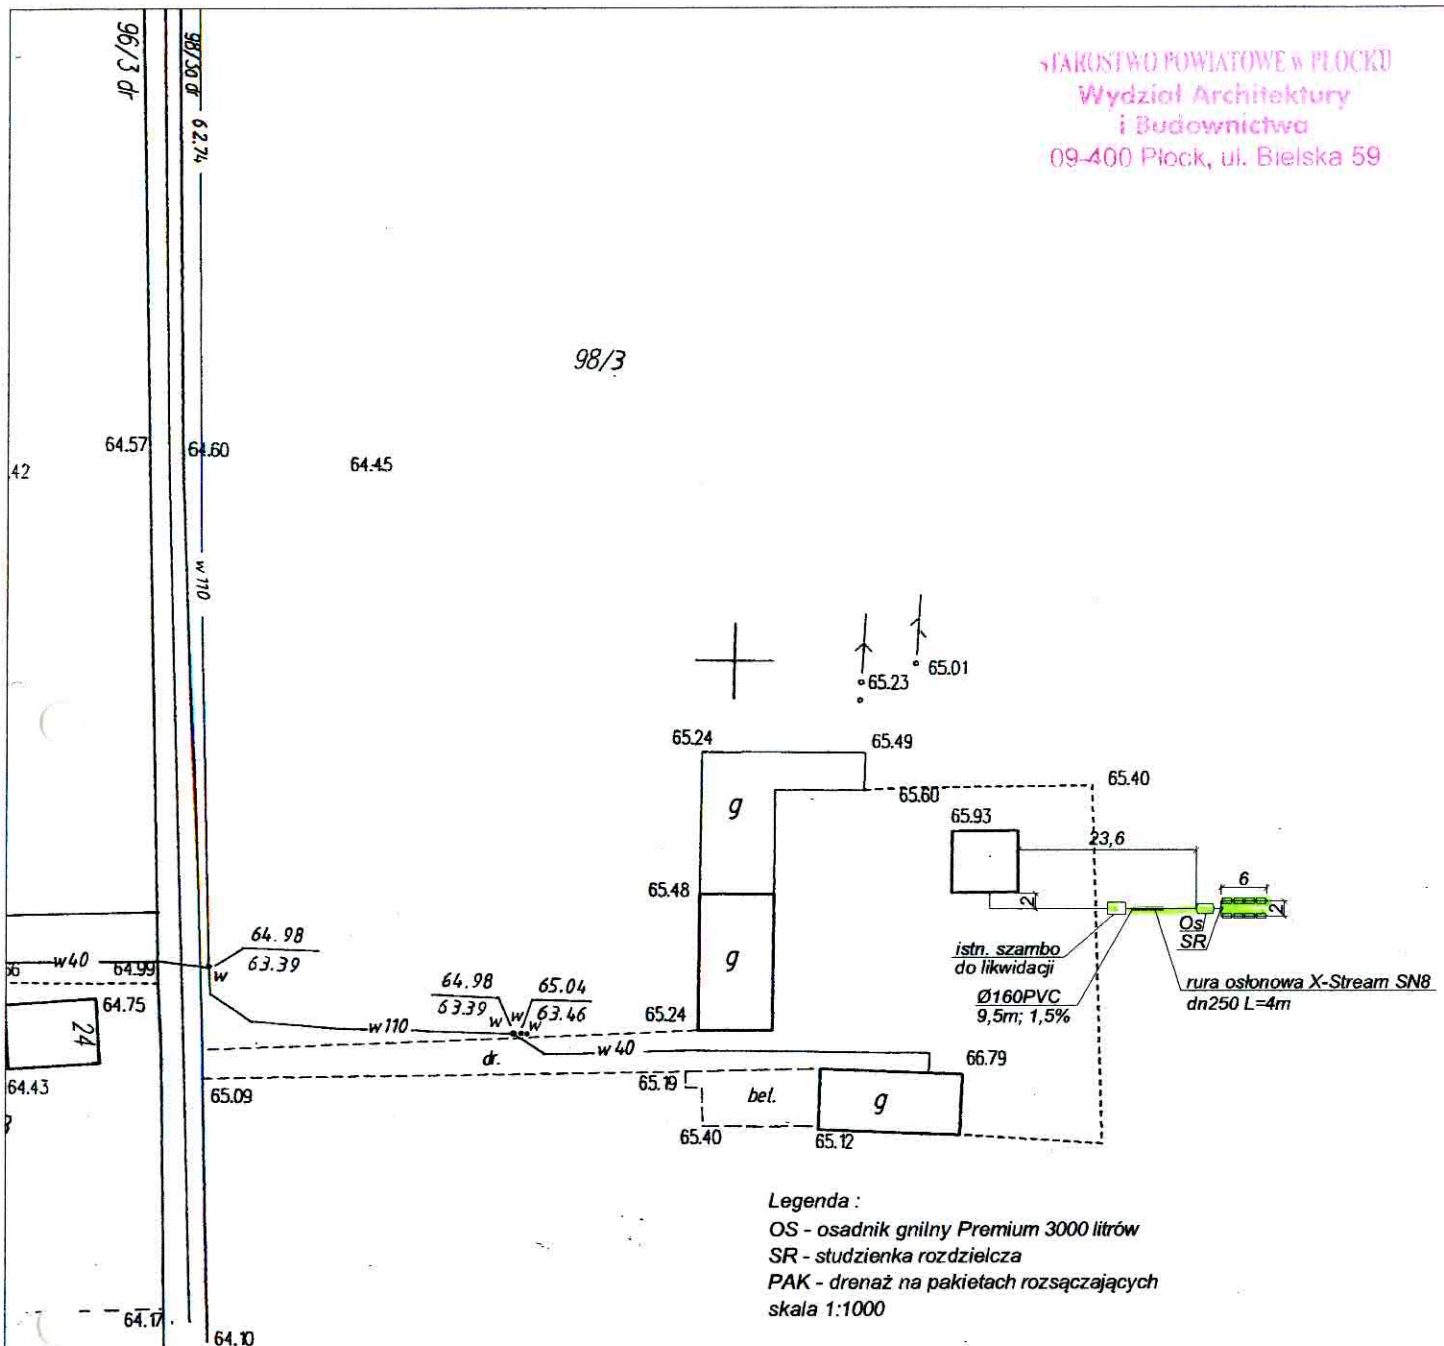 96/3 dr
98/50 dr
62.74
STAROSTWO POWIATOWE w PŁOCKU
Wydział Architektury
i Budownictwa
09-400 Płock, ul. Bielska 59
98/3
64.57
64.60
64.45
.42
w 110
65.01
65.23
65.24
65.49
65.60
65.40
g
65.93
23,6
65.48
6
2
2
Os
SR
g
istn. szambo
do likwidacji
rura osłonowa X-Stream SN8
dn250 L=4m
Ø160PVC
9,5m; 1,5%
64.98
63.39
w40
64.99
w
64.75
24
64.43
64.98
63.39
65.04
63.46
w
w
w
65.24
w110
w 40
dr.
66.79
65.09
65.19
bet.
g
65.40
65.12
Legenda :
OS - osadnik gnilny Premium 3000 litrów
SR - studzienka rozdzielcza
PAK - drenaż na pakietach rozsączających
skala 1:1000
64.17
64.10